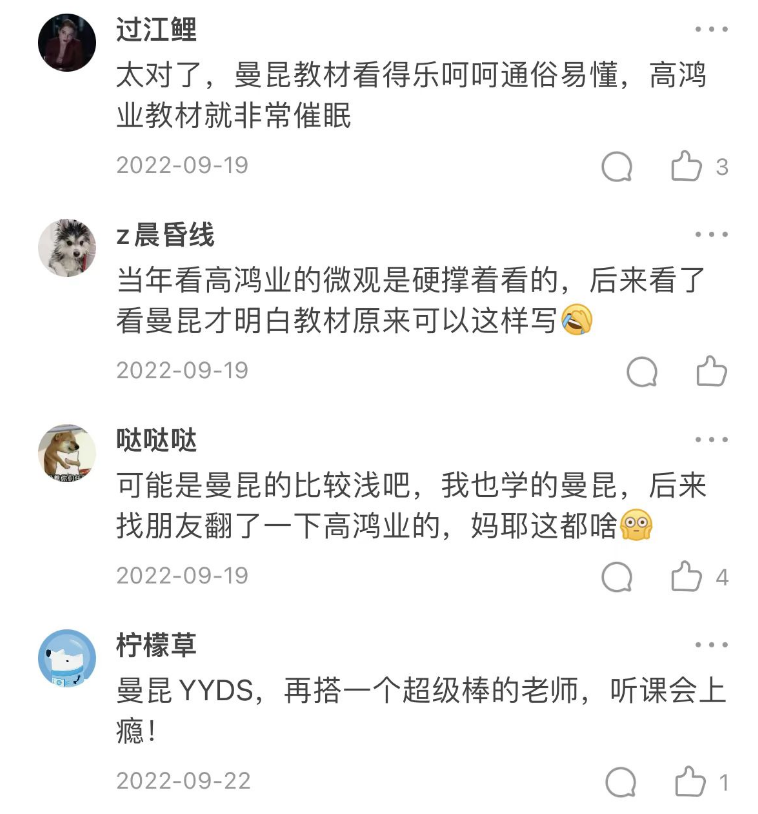 过江鲤
太对了，曼昆教材看得乐呵呵通俗易懂，高鸿
业教材就非常催眠
2022-09-19
3
z晨昏线
当年看高鸿业的微观是硬撑着看的，后来看了
看曼昆才明白教材原来可以这样写🤣
2022-09-19
哒哒哒
可能是曼昆的比较浅吧，我也学的曼昆，后来
找朋友翻了一下高鸿业的，妈耶这都啥😱
2022-09-19
4
柠檬草
曼昆YYDS，再搭一个超级棒的老师，听课会上
瘾！
2022-09-22
1